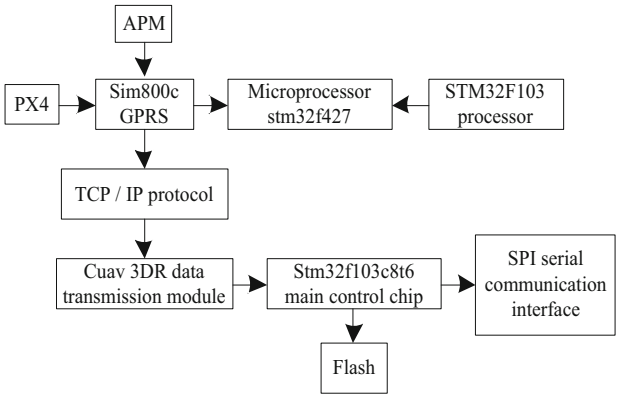 APM
PX4
Sim800c
GPRS
Microprocessor
stm32f427
STM32F103
processor
TCP / IP protocol
Cuav 3DR data
transmission module
Stm32f103c8t6
main control chip
SPI serial
communication
interface
Flash